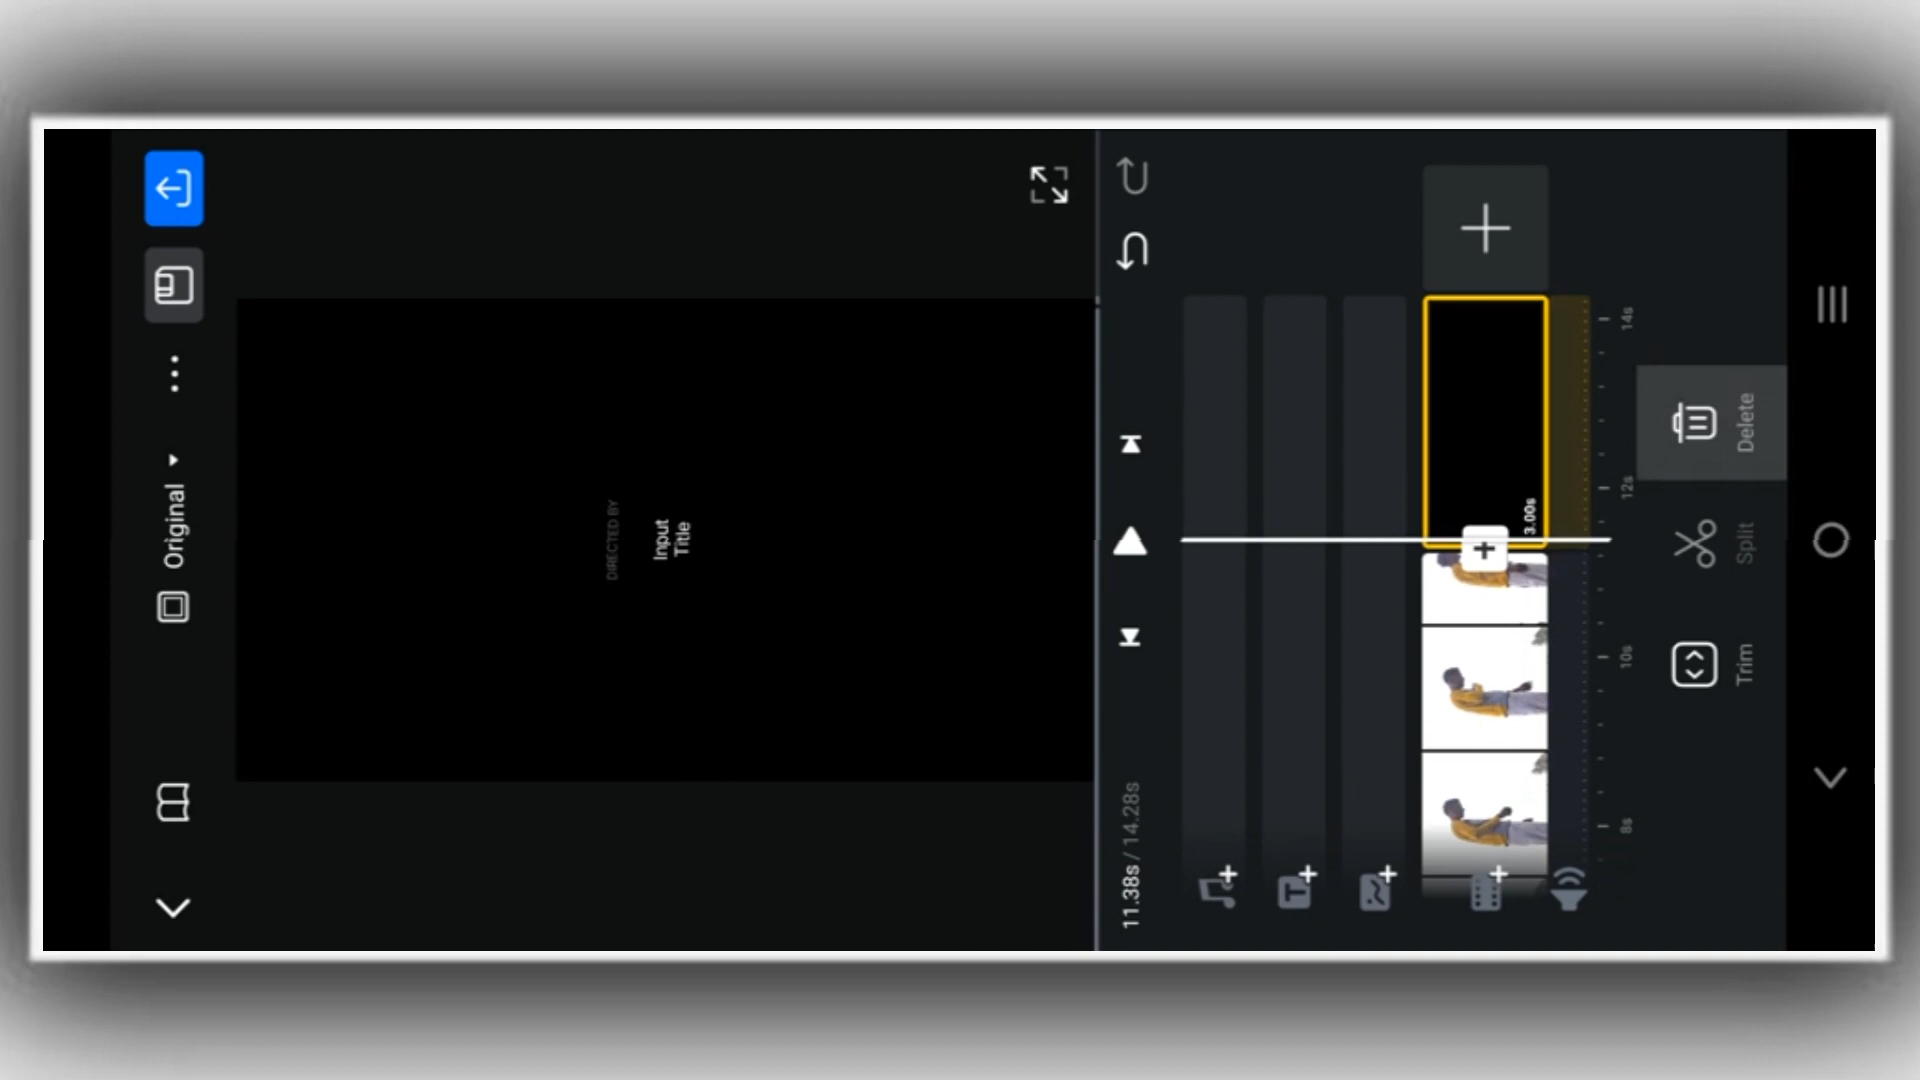 Original
DIRECTED BY
Input
Title
11.38s / 14.28s
3.00s
8s
10s
12s
14s
Trim
Split
Delete